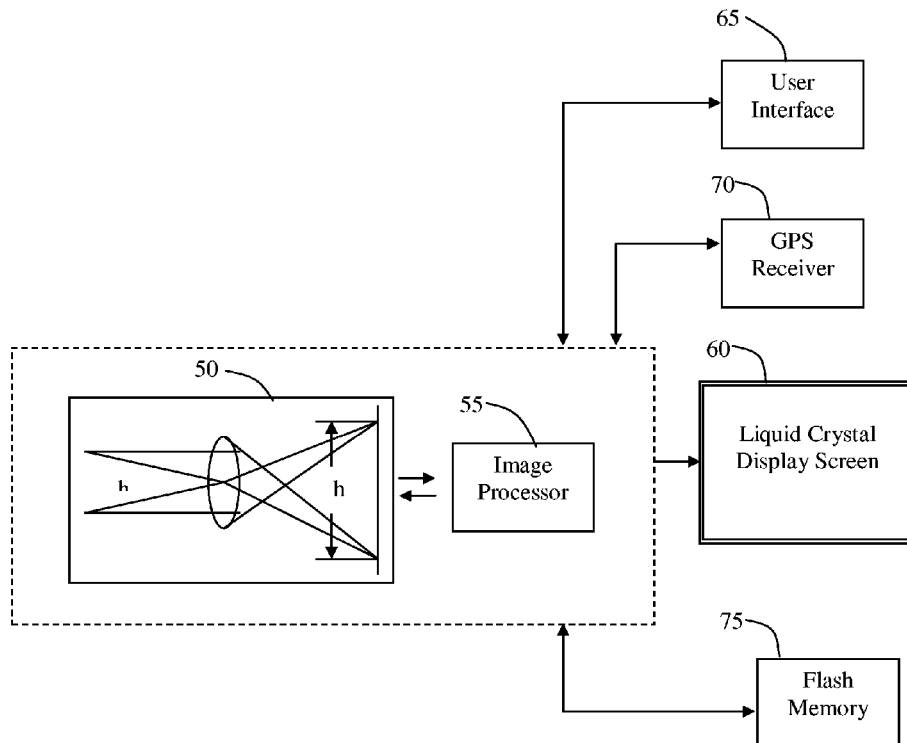 65
User
Interface
70
GPS
Receiver
60
Liquid Crystal
Display Screen
50
h
55
Image
Processor
75
Flash
Memory